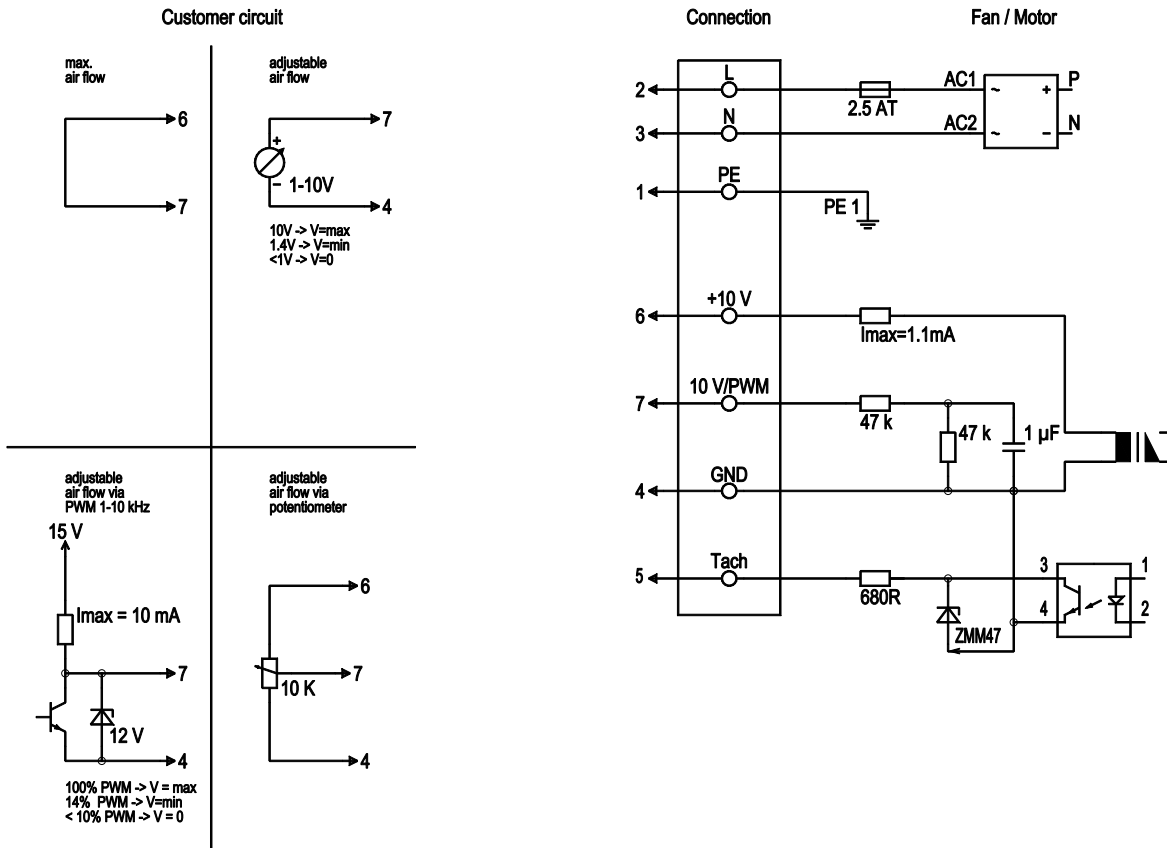 Customer circuit
Connection
Fan / Motor
max.
air flow
6
7
adjustable
air flow
7
+
–
1-10V
4
10V -> V=max
1.4V -> V=min
<1V -> V=0
adjustable
air flow via
PWM 1-10 kHz
15 V
Imax = 10 mA
7
12 V
4
100% PWM -> V = max
14% PWM -> V=min
< 10% PWM -> V = 0
adjustable
air flow via
potentiometer
6
7
10 K
4
2
L
2.5 AT
AC1
~
+
P
3
N
AC2
~
–
N
1
PE
PE 1
6
+10 V
Imax=1.1mA
7
10 V/PWM
47 k
47 k
1 µF
4
GND
5
Tach
680R
ZMM47
3
1
4
2